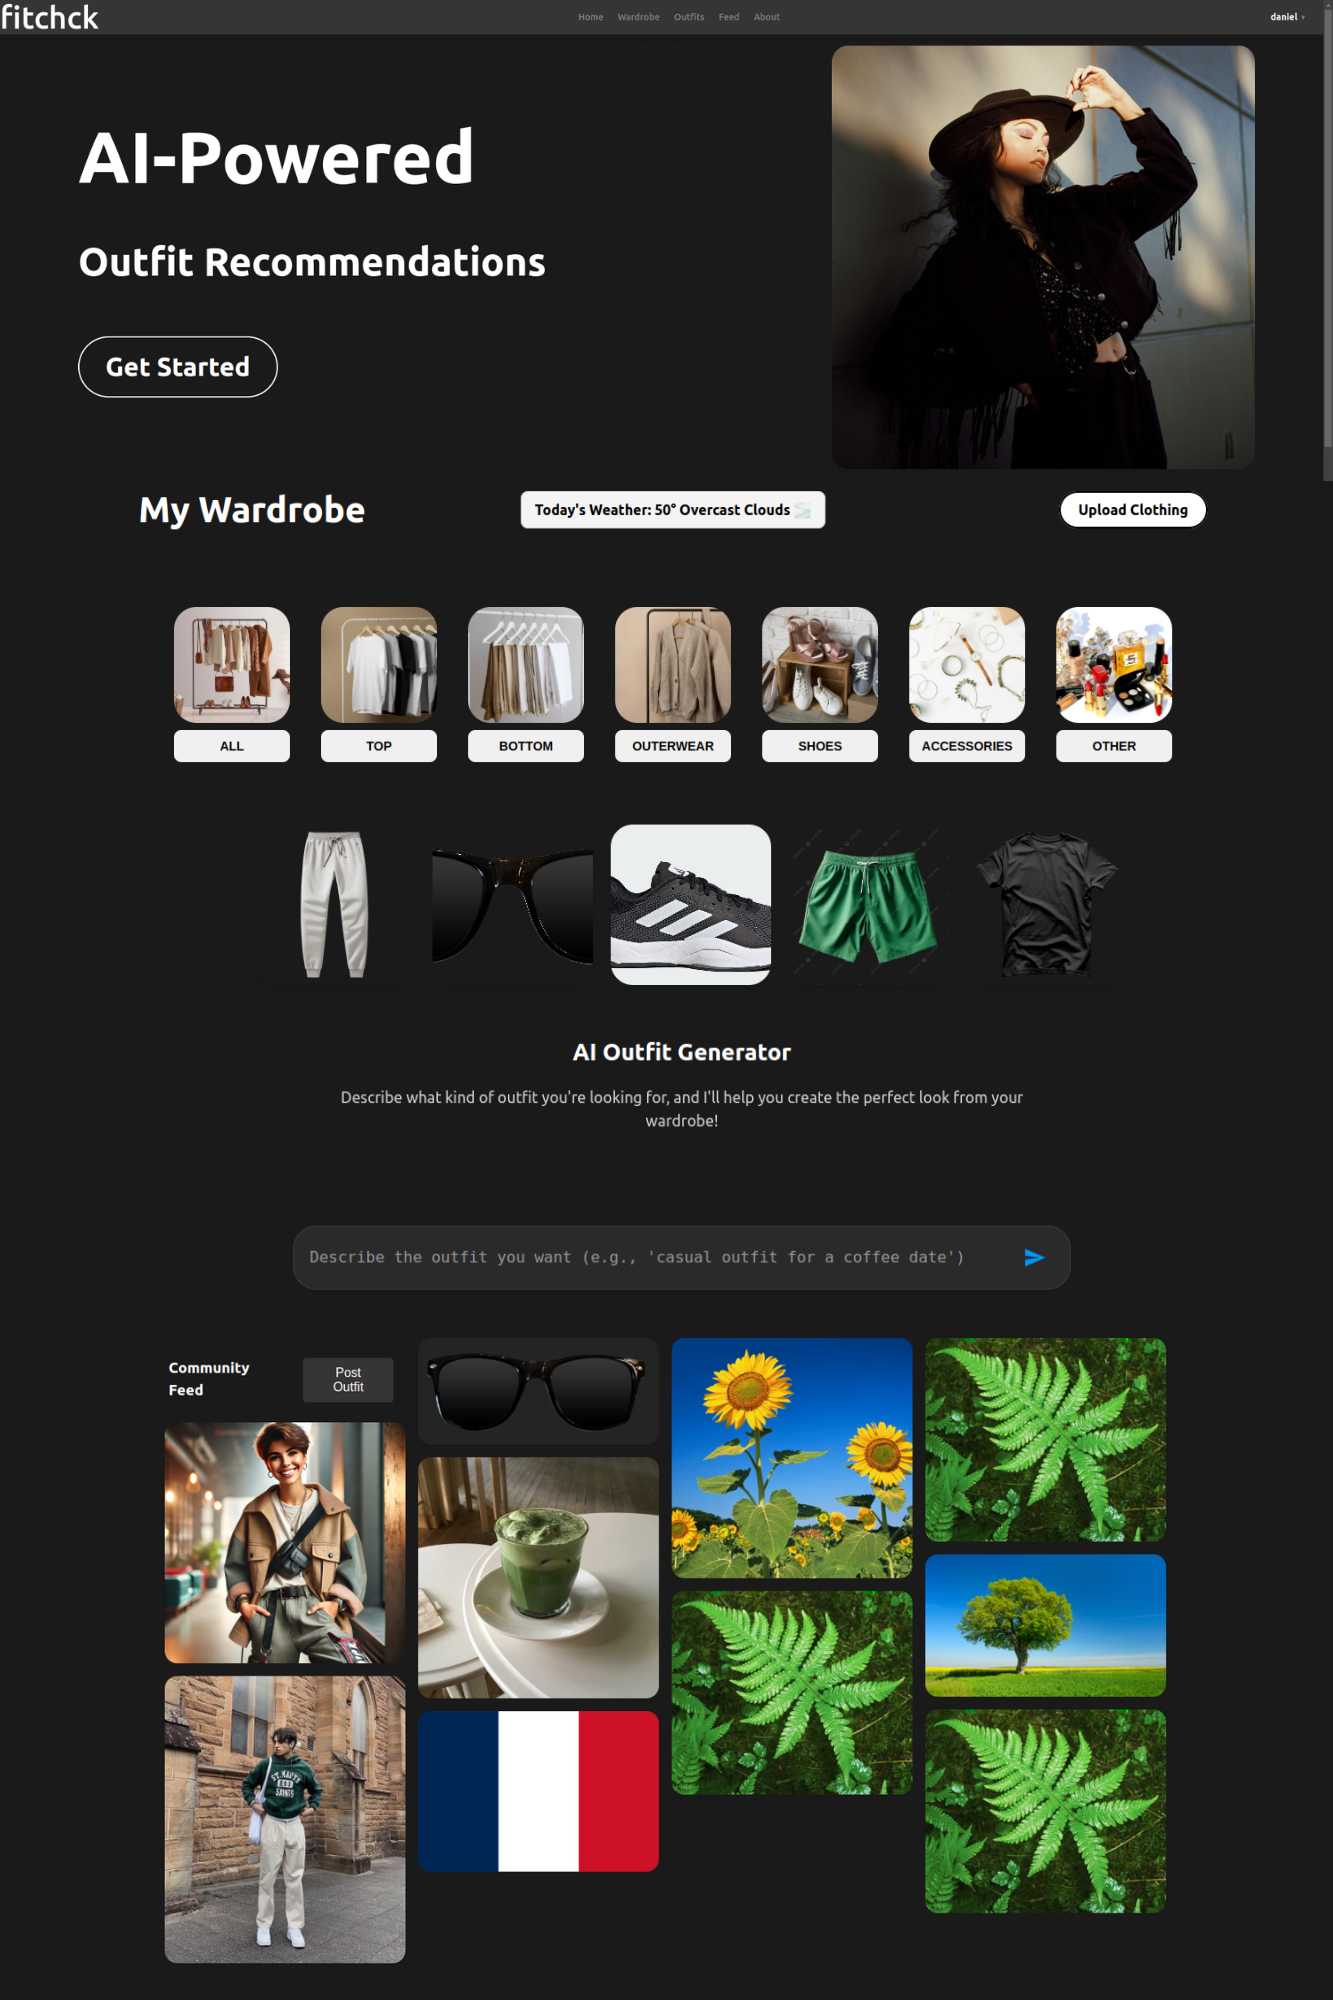 fitchck
Home Wardrobe Outfits Feed About
daniel
AI-Powered
Outfit Recommendations
Get Started
My Wardrobe
Today's Weather: 50° Overcast Clouds
Upload Clothing
ALL
TOP
BOTTOM
OUTERWEAR
SHOES
ACCESSORIES
OTHER
AI Outfit Generator
Describe what kind of outfit you're looking for, and I'll help you create the perfect look from your
wardrobe!
Describe the outfit you want (e.g., 'casual outfit for a coffee date')
Community
Feed
Post
Outfit
ST. MARYS
SAINTS